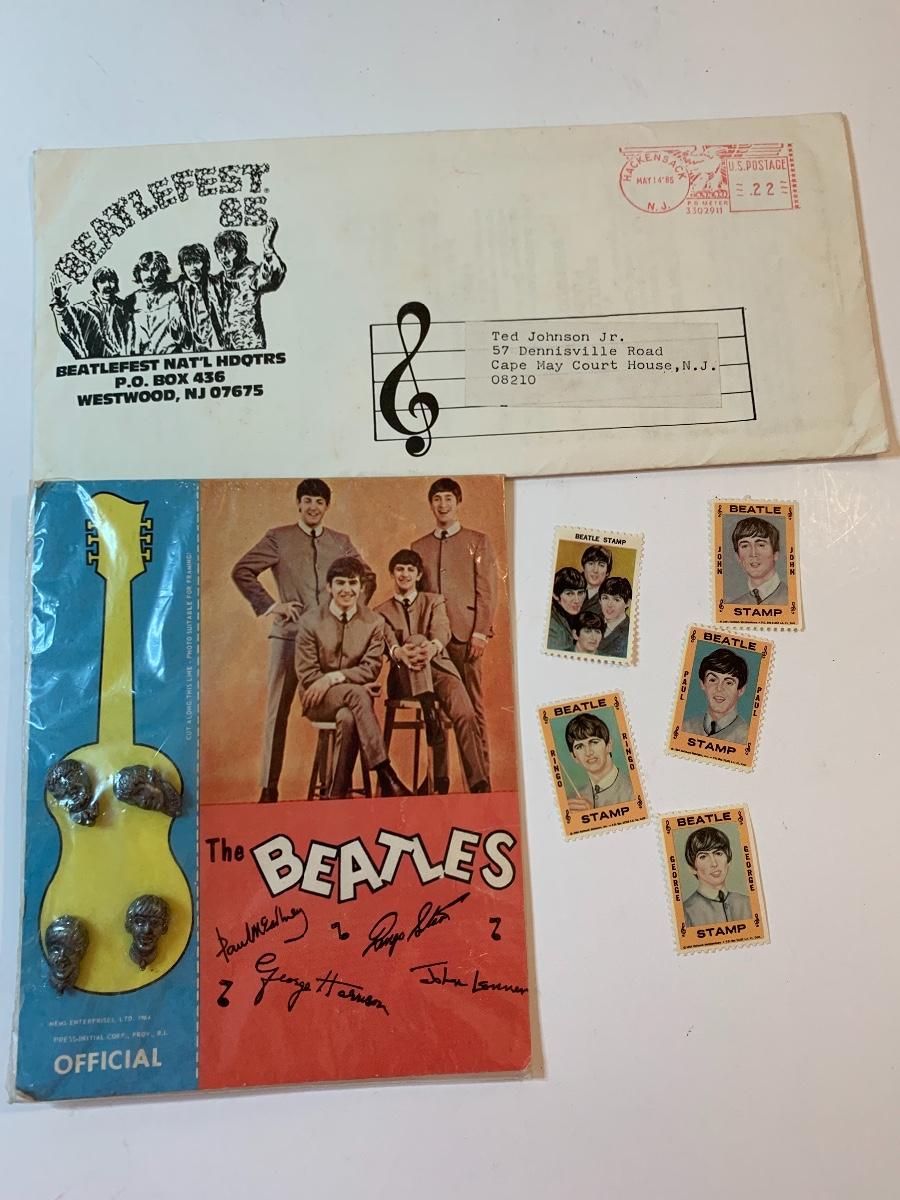 BEATLEFEST
85
BEATLEFEST NAT'L HDQTRS
P.O. BOX 436
WESTWOOD, NJ 07675
HACKENSACK
MAY 14 '85
N.J.
P B METER
3302911
U.S. POSTAGE
.22
Ted Johnson Jr.
57 Dennisville Road
Cape May Court House,N.J.
08210
CUT ALONG THIS LINE - PHOTO SUITABLE FOR FRAMING!
The BEATLES
Paul McCartney
Ringo Starr
George Harrison
John Lennon
ENTERPRISES, LTD. 1964
PRESS-INITIAL CORP., PROV., R.I.
OFFICIAL
BEATLE STAMP
BEATLE
JOHN
JOHN
STAMP
BEATLE
PAUL
PAUL
STAMP
BEATLE
RINGO
RINGO
STAMP
BEATLE
GEORGE
GEORGE
STAMP